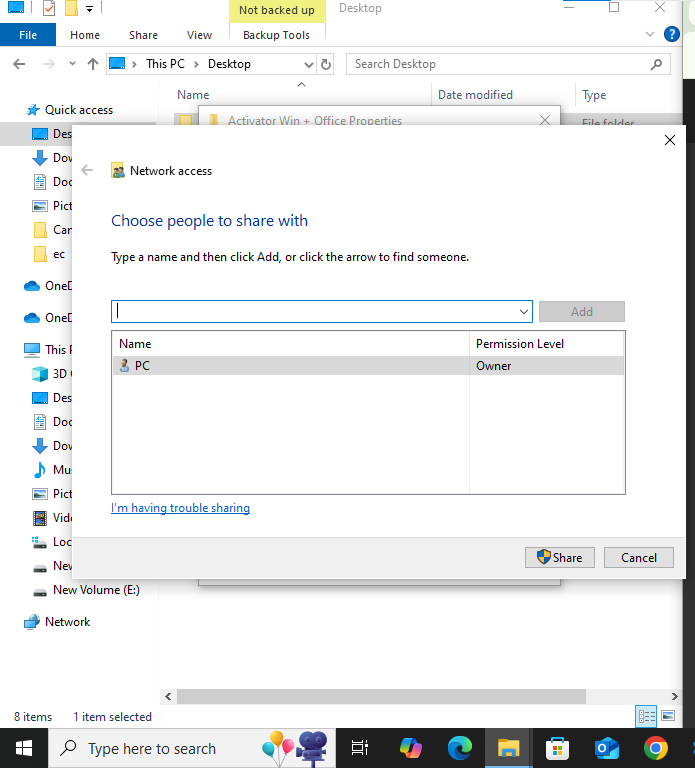 Not backed up
Desktop
File
Home
Share
View
Backup Tools
This PC
Desktop
Search Desktop
Name
Date modified
Type
Quick access
Activator Win + Office Properties
File folder
Des
Dow
Network access
Doc
Pict
Choose people to share with
Can
ec
Type a name and then click Add, or click the arrow to find someone.
OneD
Add
OneD
Name
Permission Level
This P
PC
Owner
3D
Des
Doc
Dow
Mus
Pict
I'm having trouble sharing
Vide
Loc
Share
Cancel
New
New Volume (E:)
Network
8 items
1 item selected
Type here to search